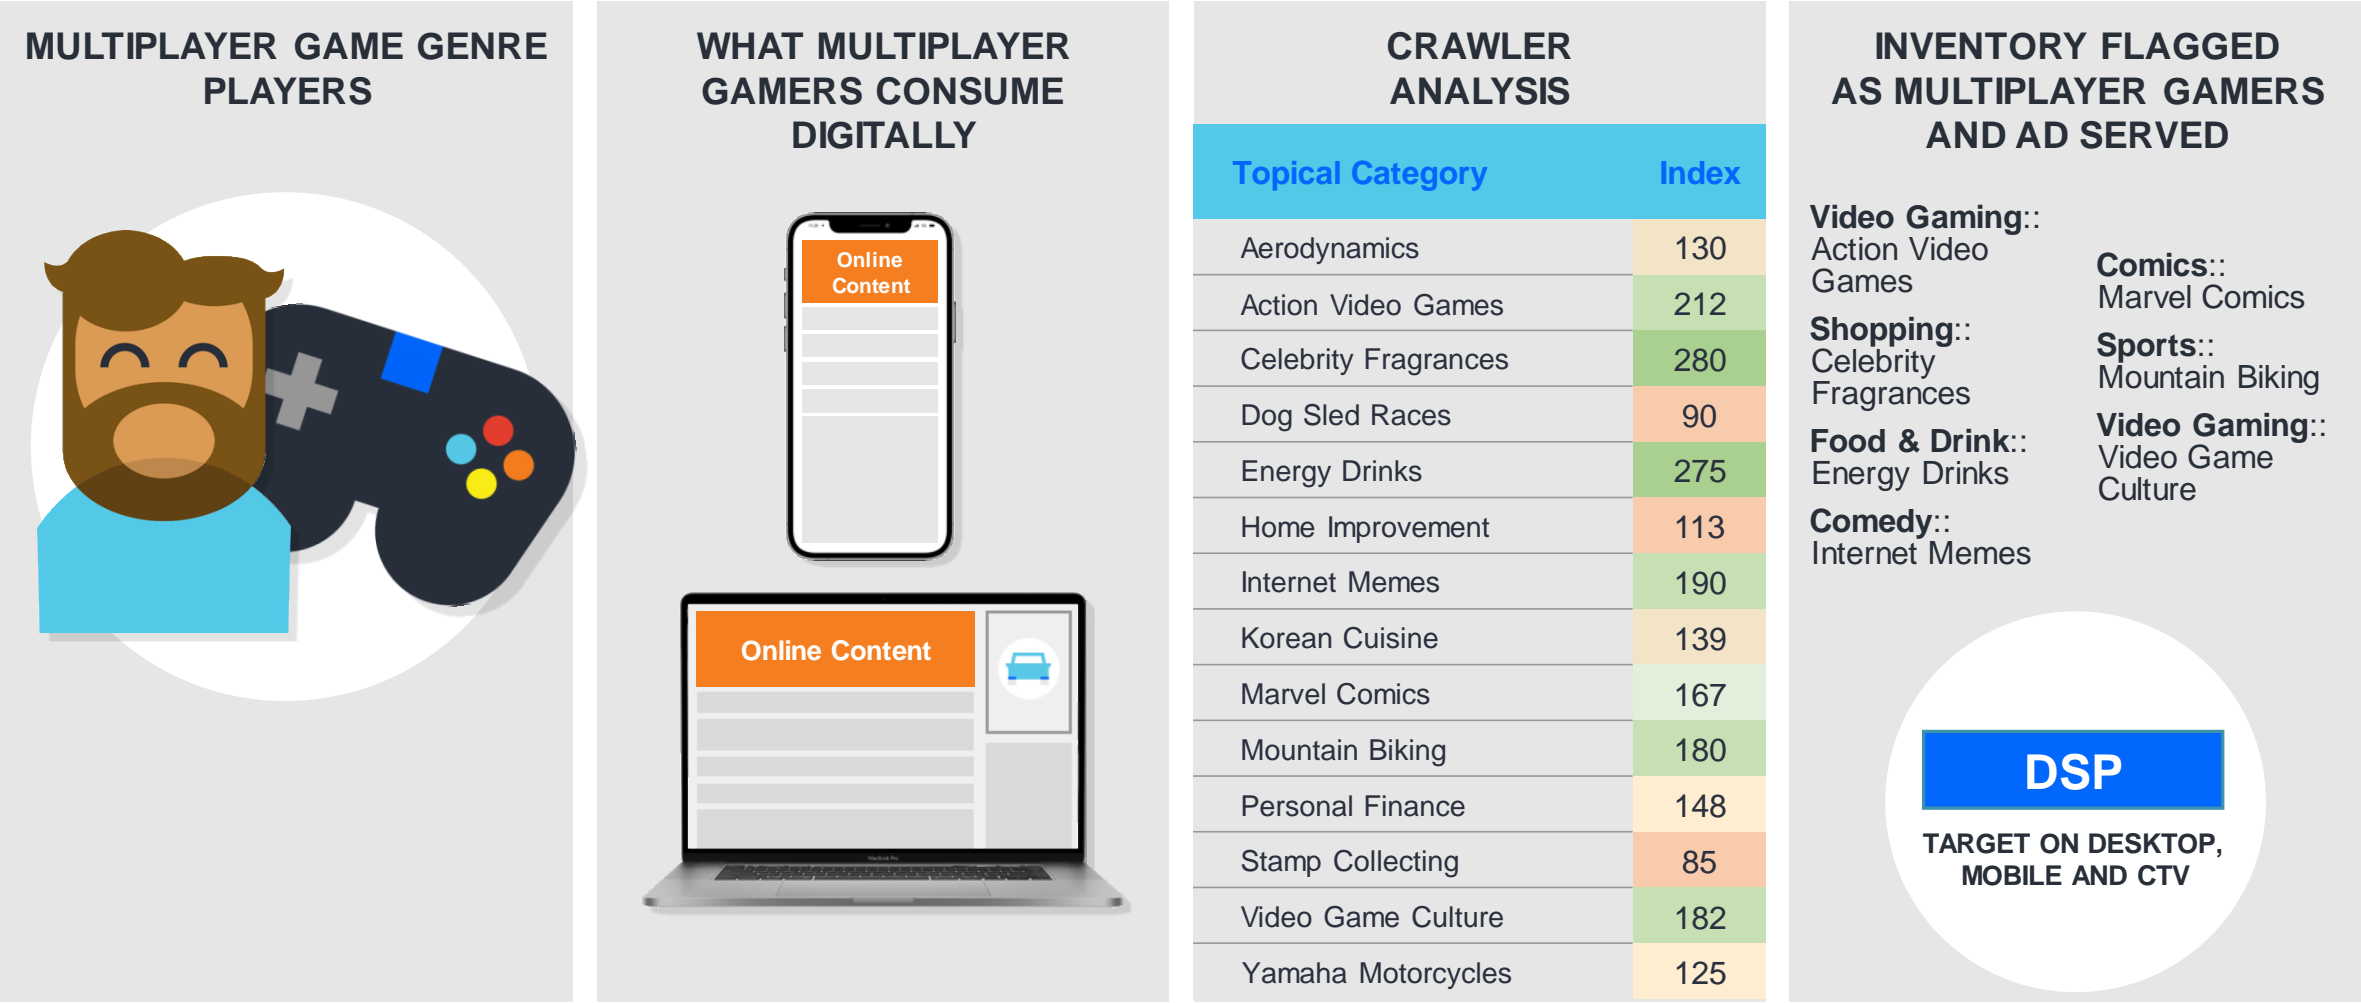 MULTIPLAYER GAME GENRE
PLAYERS
WHAT MULTIPLAYER
GAMERS CONSUME
DIGITALLY
Online
Content
Online Content
MacBook Pro
CRAWLER
ANALYSIS
Topical Category Index
Aerodynamics 130
Action Video Games 212
Celebrity Fragrances 280
Dog Sled Races 90
Energy Drinks 275
Home Improvement 113
Internet Memes 190
Korean Cuisine 139
Marvel Comics 167
Mountain Biking 180
Personal Finance 148
Stamp Collecting 85
Video Game Culture 182
Yamaha Motorcycles 125
INVENTORY FLAGGED
AS MULTIPLAYER GAMERS
AND AD SERVED
Video Gaming::
Action Video
Games
Shopping::
Celebrity
Fragrances
Food & Drink::
Energy Drinks
Comedy::
Internet Memes
Comics::
Marvel Comics
Sports::
Mountain Biking
Video Gaming::
Video Game
Culture
DSP
TARGET ON DESKTOP,
MOBILE AND CTV